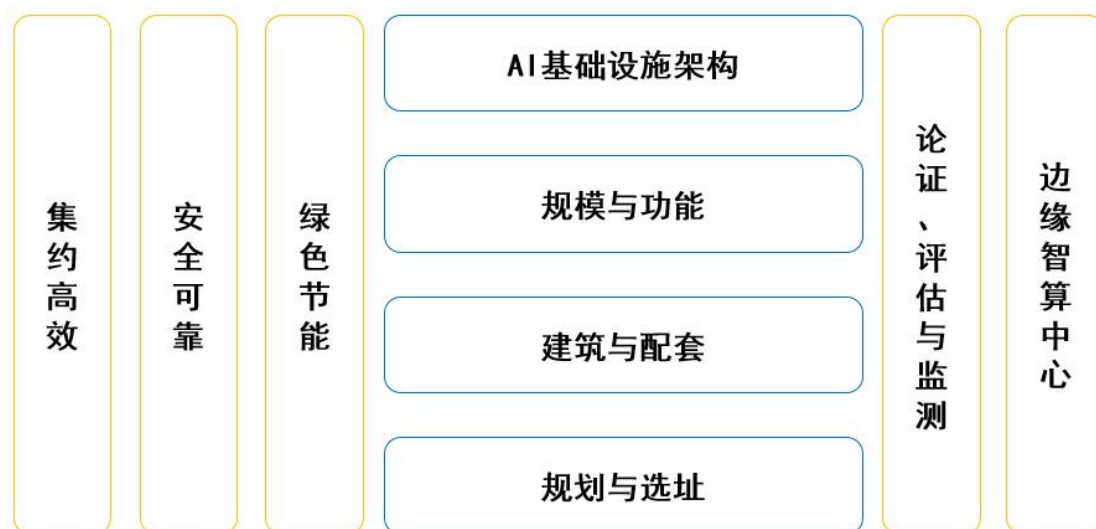 集约高效
安全可靠
绿色节能
AI基础设施架构
规模与功能
建筑与配套
规划与选址
论证、评估与监测
边缘智算中心